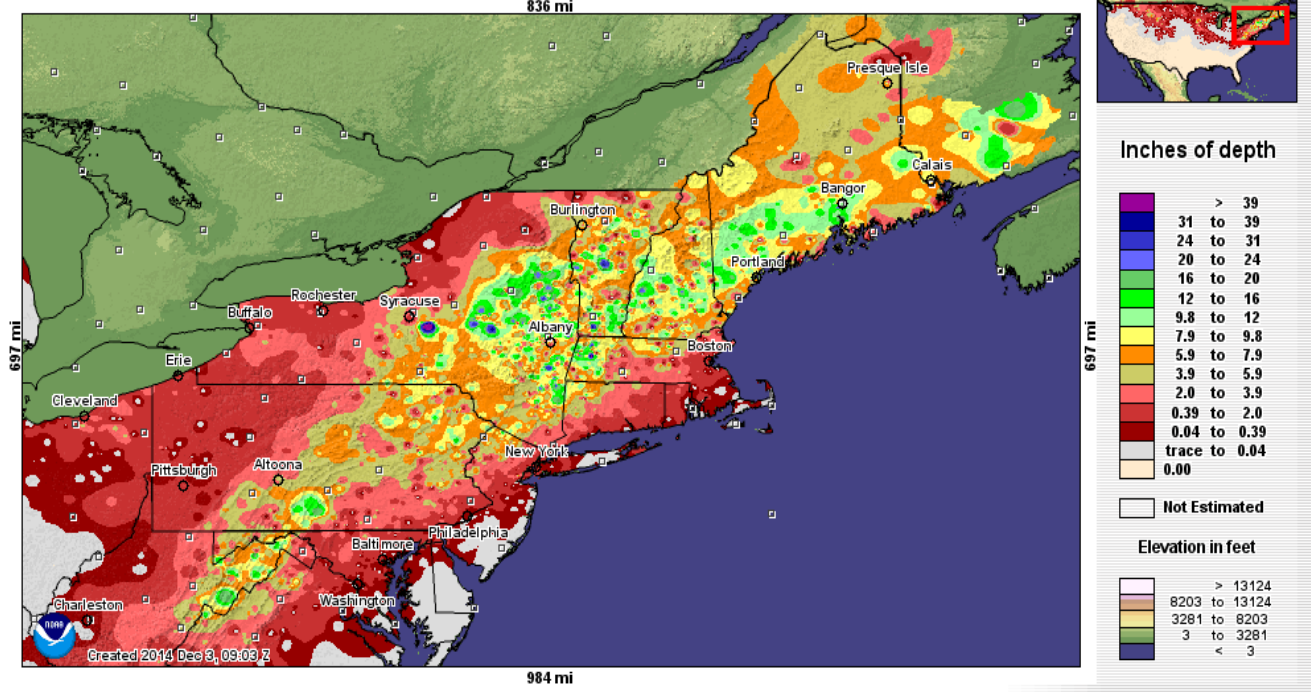 836 mi
697 mi
Presque Isle
Calais
Bangor
Burlington
Portland
Rochester
Syracuse
Buffalo
Albany
Erie
Boston
Cleveland
New York
Altoona
Pittsburgh
Philadelphia
Baltimore
Washington
Charleston
NOAA
Created 2014 Dec 3, 09:03 Z
984 mi
697 mi
Inches of depth
> 39
31 to 39
24 to 31
20 to 24
16 to 20
12 to 16
9.8 to 12
7.9 to 9.8
5.9 to 7.9
3.9 to 5.9
2.0 to 3.9
0.39 to 2.0
0.04 to 0.39
trace to 0.04
0.00
Not Estimated
Elevation in feet
> 13124
8203 to 13124
3281 to 8203
3 to 3281
< 3